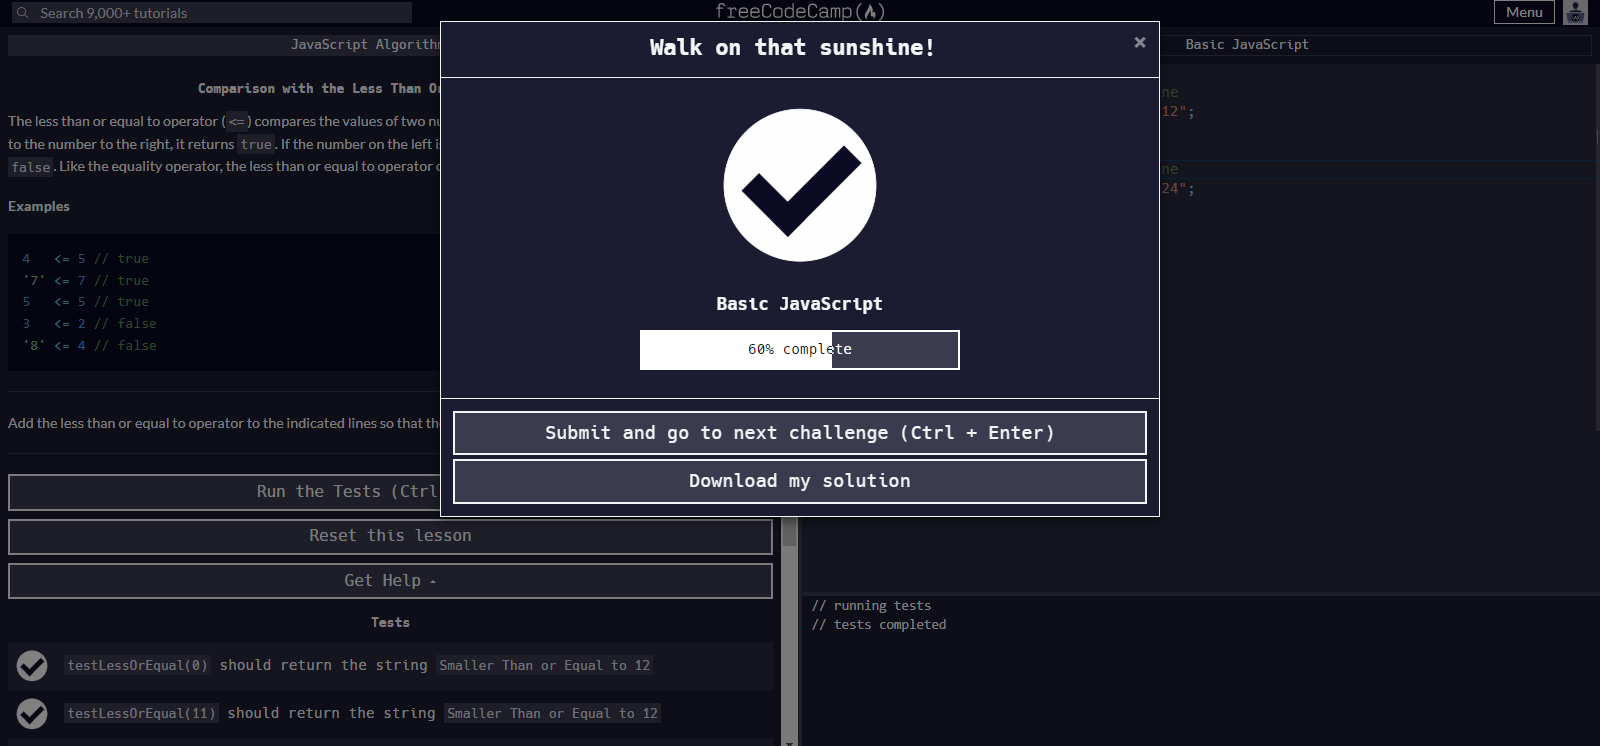 Search 9,000+ tutorials
freeCodeCamp(🔥)
Menu
JavaScript Algorithm
Basic JavaScript
Walk on that sunshine!
×
Comparison with the Less Than Or
The less than or equal to operator (<=) compares the values of two nu
to the number to the right, it returns true. If the number on the left is
false. Like the equality operator, the less than or equal to operator
Examples
4 <= 5 // true
'7' <= 7 // true
5 <= 5 // true
3 <= 2 // false
'8' <= 4 // false
Add the less than or equal to operator to the indicated lines so that the
Run the Tests (Ctrl
Reset this lesson
Get Help
Tests
testLessOrEqual(0) should return the string Smaller Than or Equal to 12
testLessOrEqual(11) should return the string Smaller Than or Equal to 12
Basic JavaScript
60% complete
Submit and go to next challenge (Ctrl + Enter)
Download my solution
ne
12";
ne
24";
// running tests
// tests completed